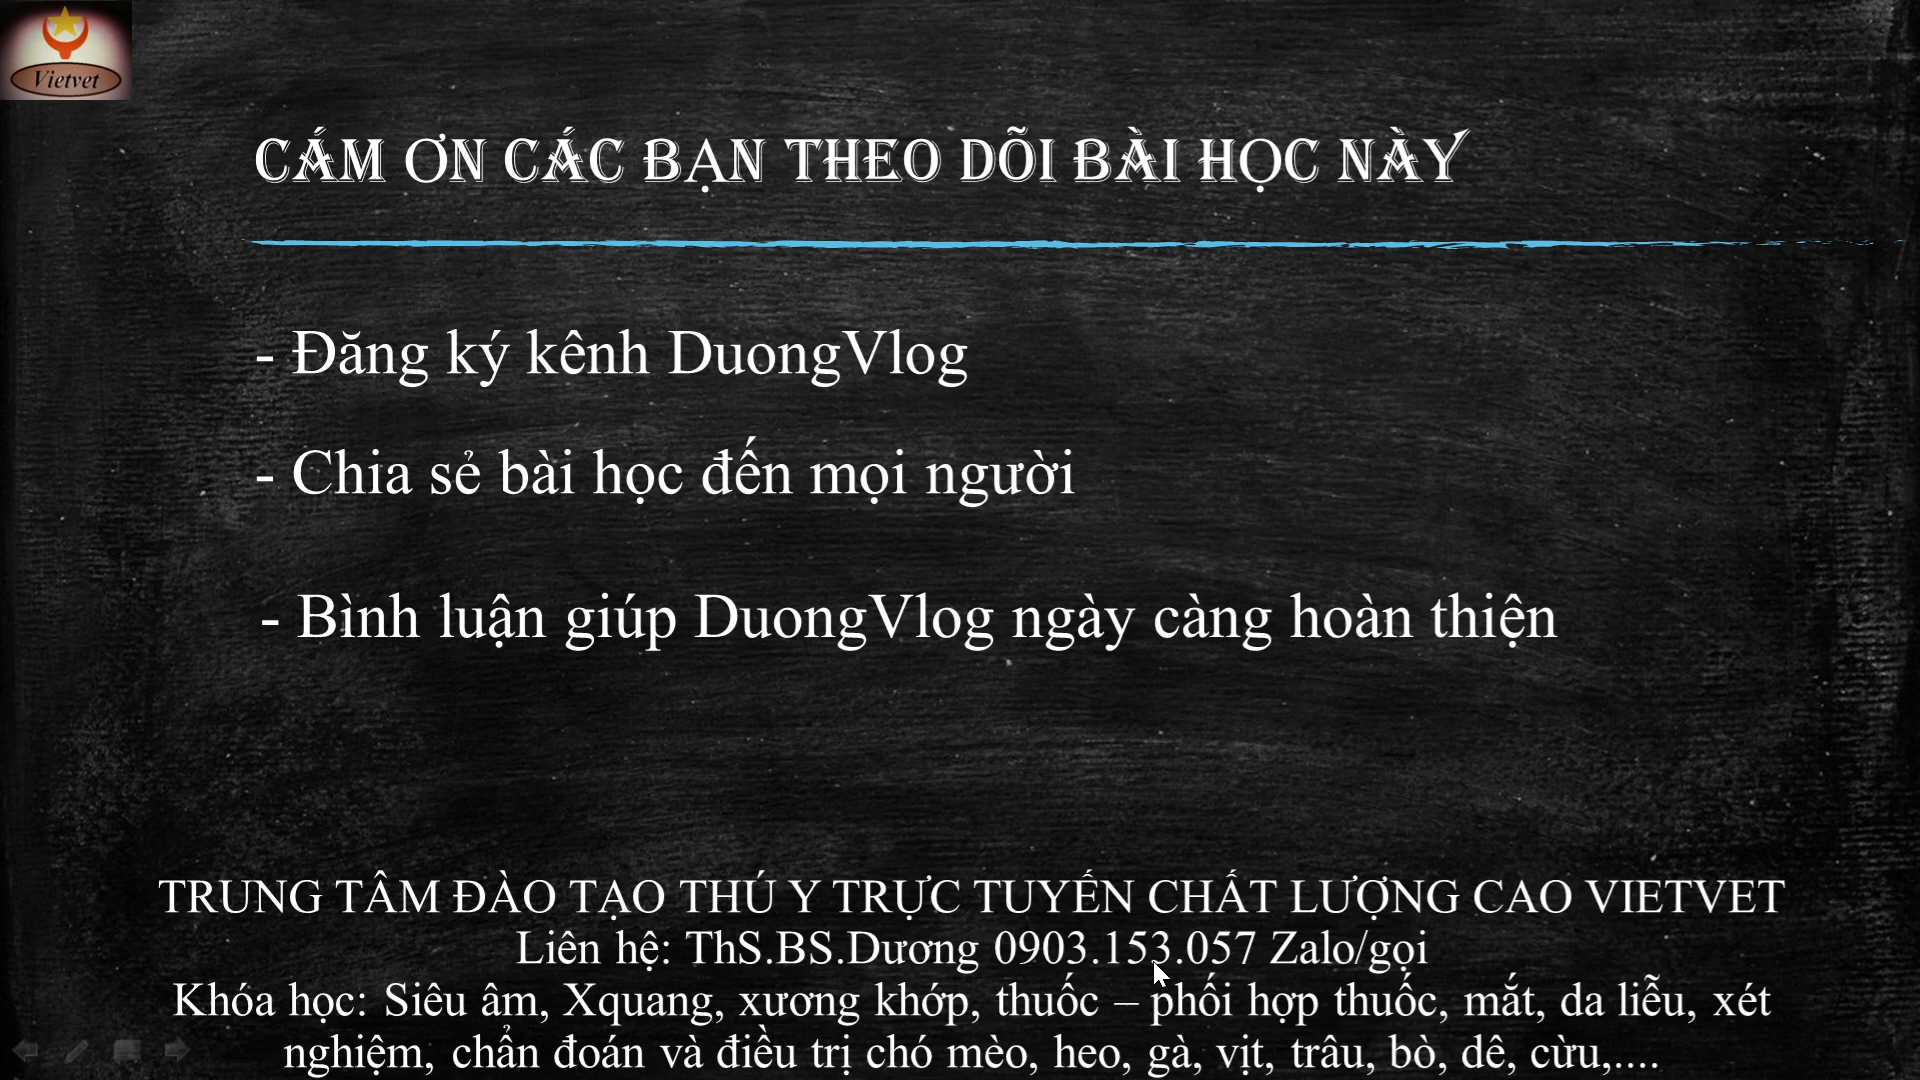 Vietvet
CÁM ƠN CÁC BẠN THEO DÕI BÀI HỌC NÀY
- Đăng ký kênh DuongVlog
- Chia sẻ bài học đến mọi người
- Bình luận giúp DuongVlog ngày càng hoàn thiện
TRUNG TÂM ĐÀO TẠO THÚ Y TRỰC TUYẾN CHẤT LƯỢNG CAO VIETVET
Liên hệ: ThS.BS.Dương 0903.153.057 Zalo/gọi
Khóa học: Siêu âm, Xquang, xương khớp, thuốc – phối hợp thuốc, mắt, da liễu, xét
nghiệm, chẩn đoán và điều trị chó mèo, heo, gà, vịt, trâu, bò, dê, cừu,....